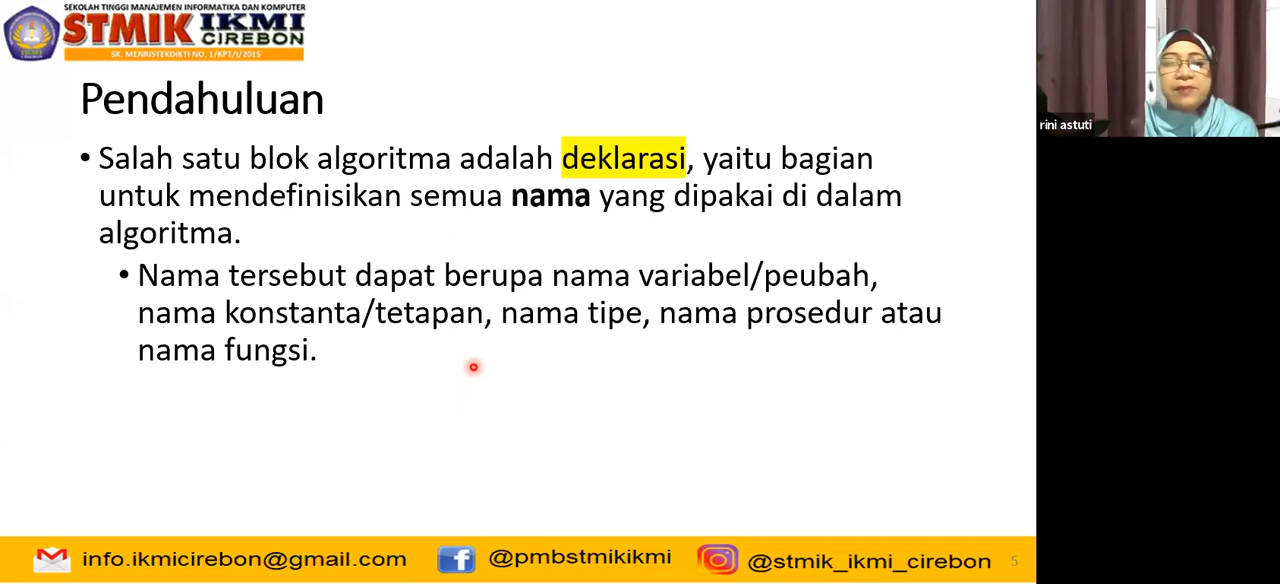 SEKOLAH TINGGI MANAJEMEN INFORMATIKA DAN KOMPUTER
STMIK IKMI
CIREBON
SK. MENRISTEKDIKTI NO. 1/KPT/I/2015
Pendahuluan
• Salah satu blok algoritma adalah deklarasi, yaitu bagian
untuk mendefinisikan semua nama yang dipakai di dalam
algoritma.
• Nama tersebut dapat berupa nama variabel/peubah,
nama konstanta/tetapan, nama tipe, nama prosedur atau
nama fungsi.
rini astuti
info.ikmicirebon@gmail.com @pmbstmikikmi @stmik_ikmi_cirebon 5